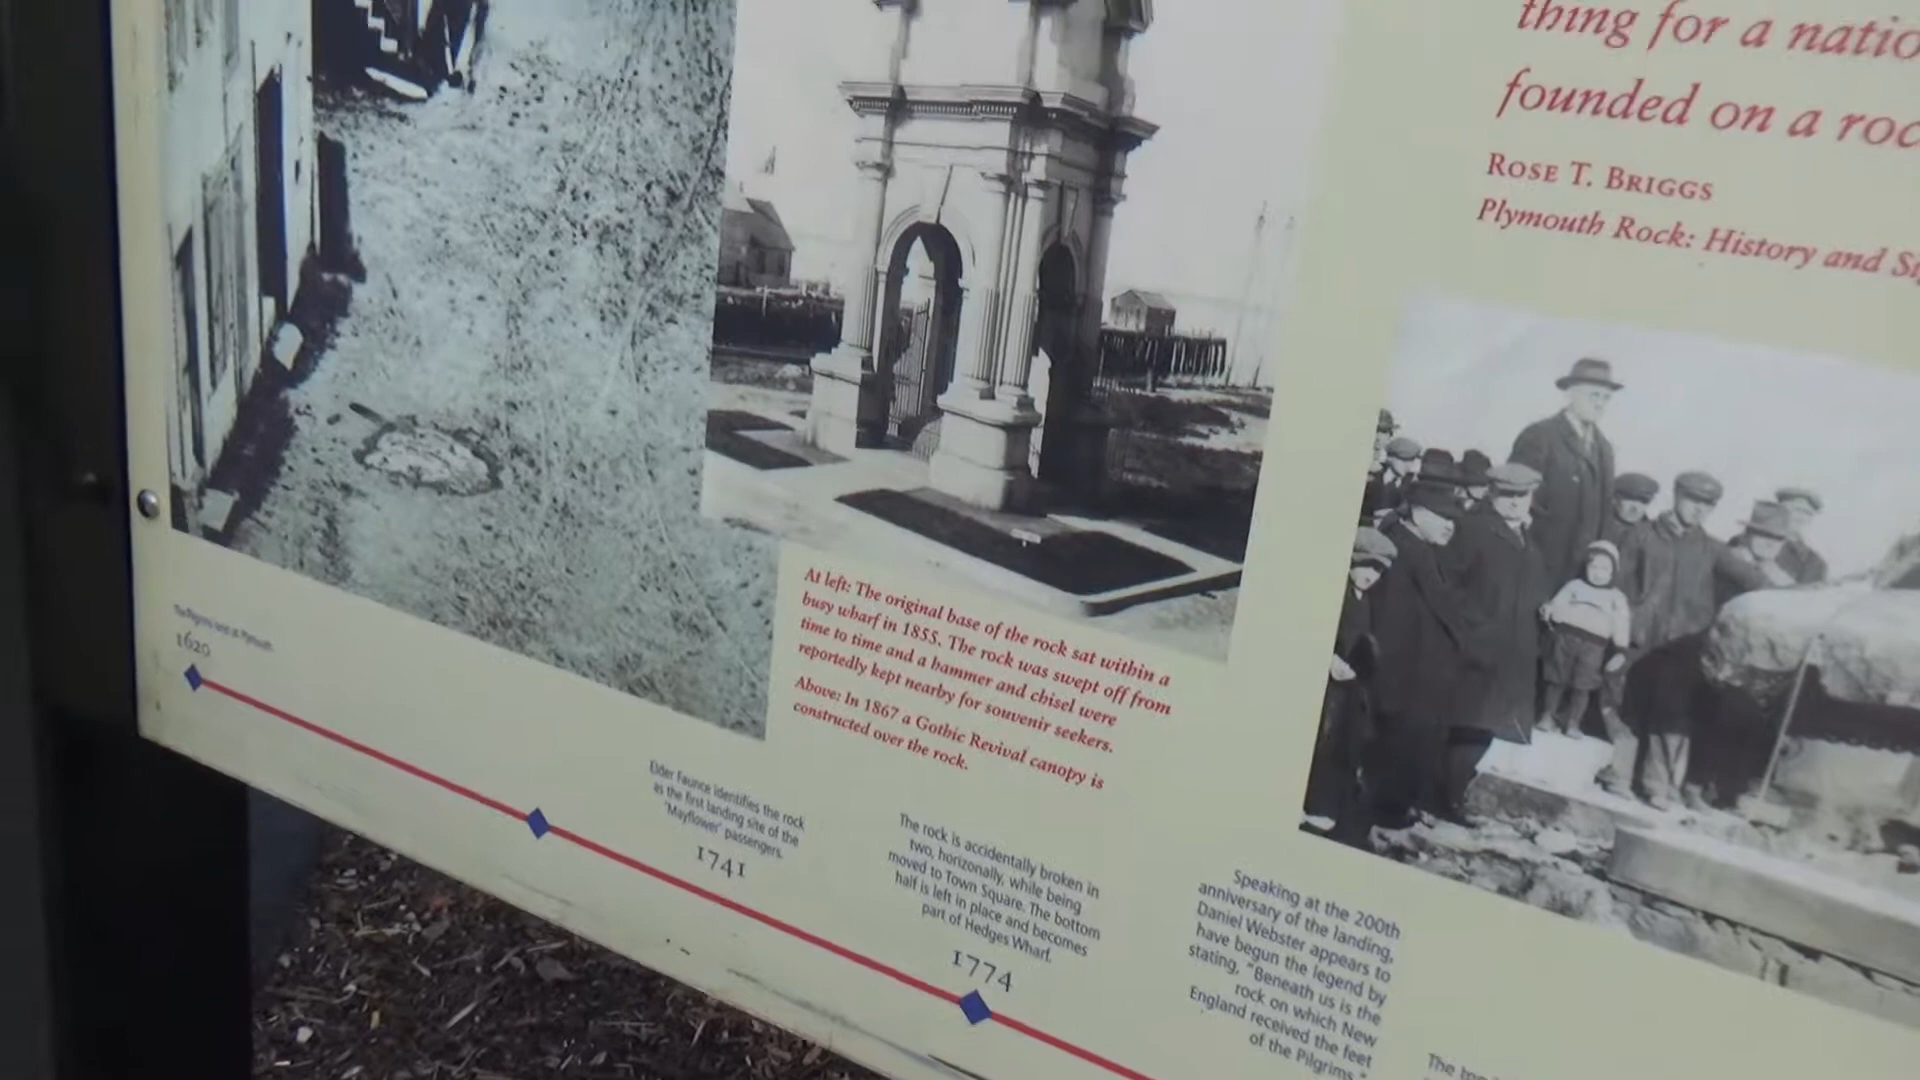 thing for a natio
founded on a roc
ROSE T. BRIGGS
Plymouth Rock: History and
At left: The original base of the rock sat within a
busy wharf in 1855. The rock was swept off from
time to time and a hammer and chisel were
reportedly kept nearby for souvenir seekers.
Above: In 1867 a Gothic Revival canopy is
constructed over the rock.
The Pilgrims land at Plymouth
1620
Elder Faunce identifies the rock
as the first landing site of the
"Mayflower" passengers.
1741
The rock is accidentally broken in
two, horizonally, while being
moved to Town Square. The bottom
half is left in place and becomes
part of Hedges Wharf.
1774
Speaking at the 200th
anniversary of the landing,
Daniel Webster appears to
have begun the legend by
stating, "Beneath us is the
rock on which New
England received the feet
of the Pilgrims."
The